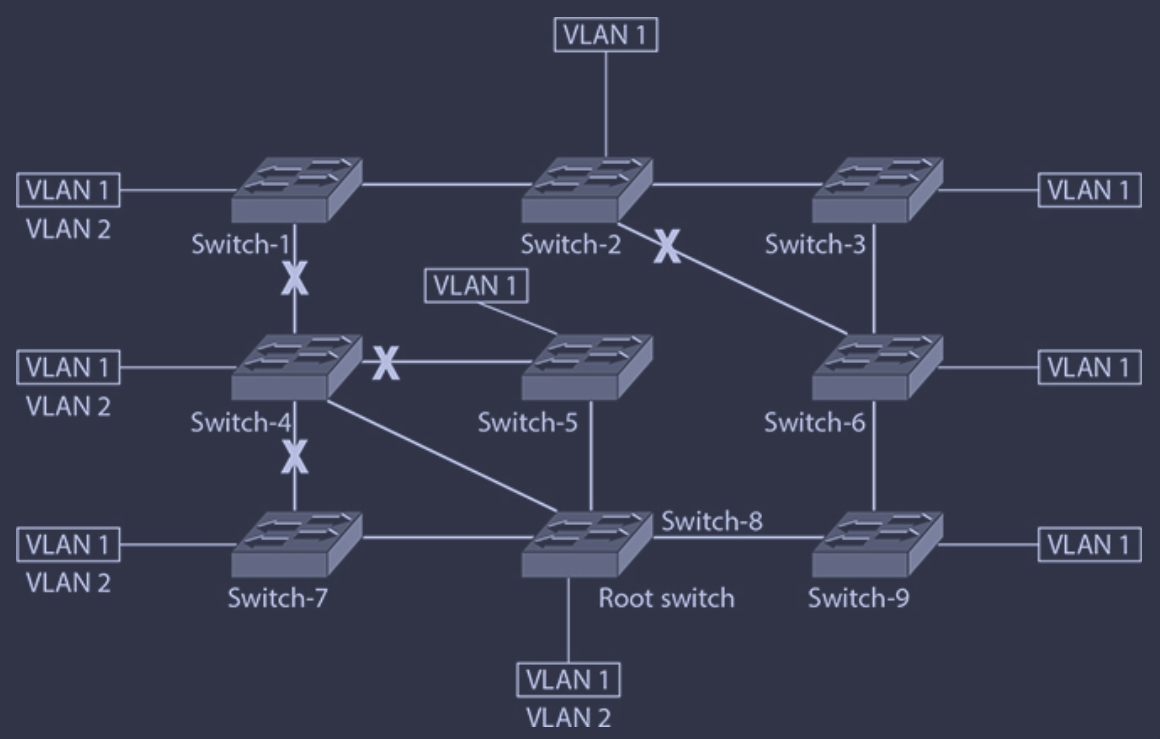 VLAN 1
VLAN 1
VLAN 2
VLAN 1
Switch-1
Switch-2
Switch-3
X
X
VLAN 1
VLAN 1
VLAN 2
X
VLAN 1
Switch-4
Switch-5
Switch-6
X
Switch-8
VLAN 1
VLAN 2
VLAN 1
Switch-7
Root switch
Switch-9
VLAN 1
VLAN 2